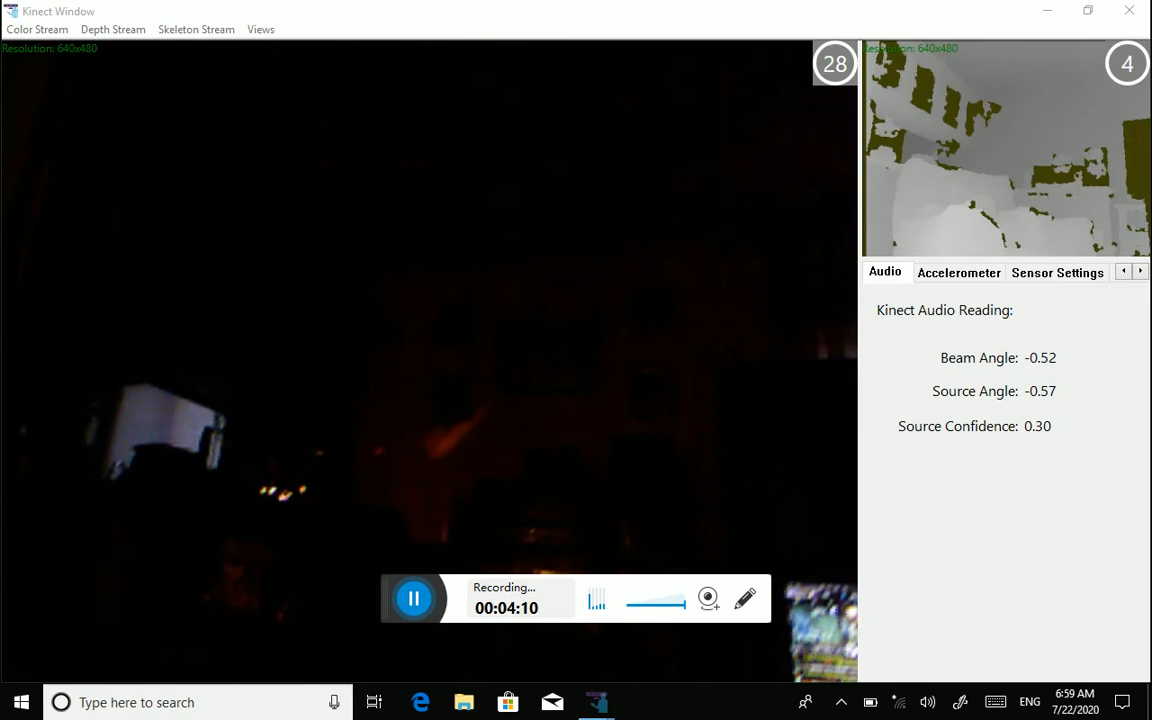 Kinect Window
Color Stream Depth Stream Skeleton Stream Views
Resolution: 640x480
28
Resolution: 640x480
4
Audio Accelerometer Sensor Settings
Kinect Audio Reading:
Beam Angle: -0.52
Source Angle: -0.57
Source Confidence: 0.30
Recording...
00:04:10
Type here to search
ENG
6:59 AM
7/22/2020